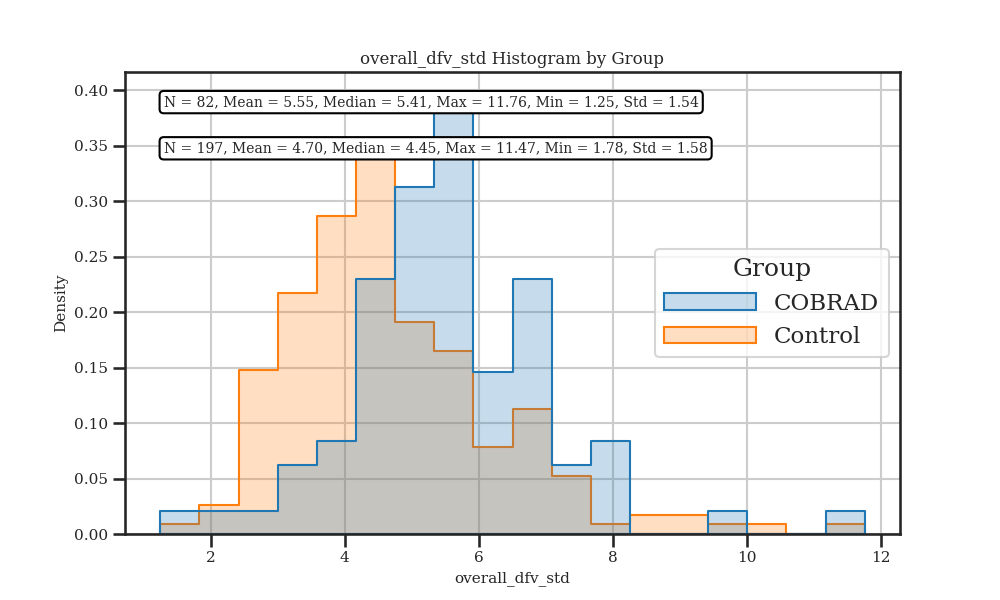 overall_dfv_std Histogram by Group
N = 82, Mean = 5.55, Median = 5.41, Max = 11.76, Min = 1.25, Std = 1.54
N = 197, Mean = 4.70, Median = 4.45, Max = 11.47, Min = 1.78, Std = 1.58
0.40
0.35
0.30
0.25
0.20
0.15
0.10
0.05
0.00
Density
Group
COBRAD
Control
2 4 6 8 10 12
overall_dfv_std